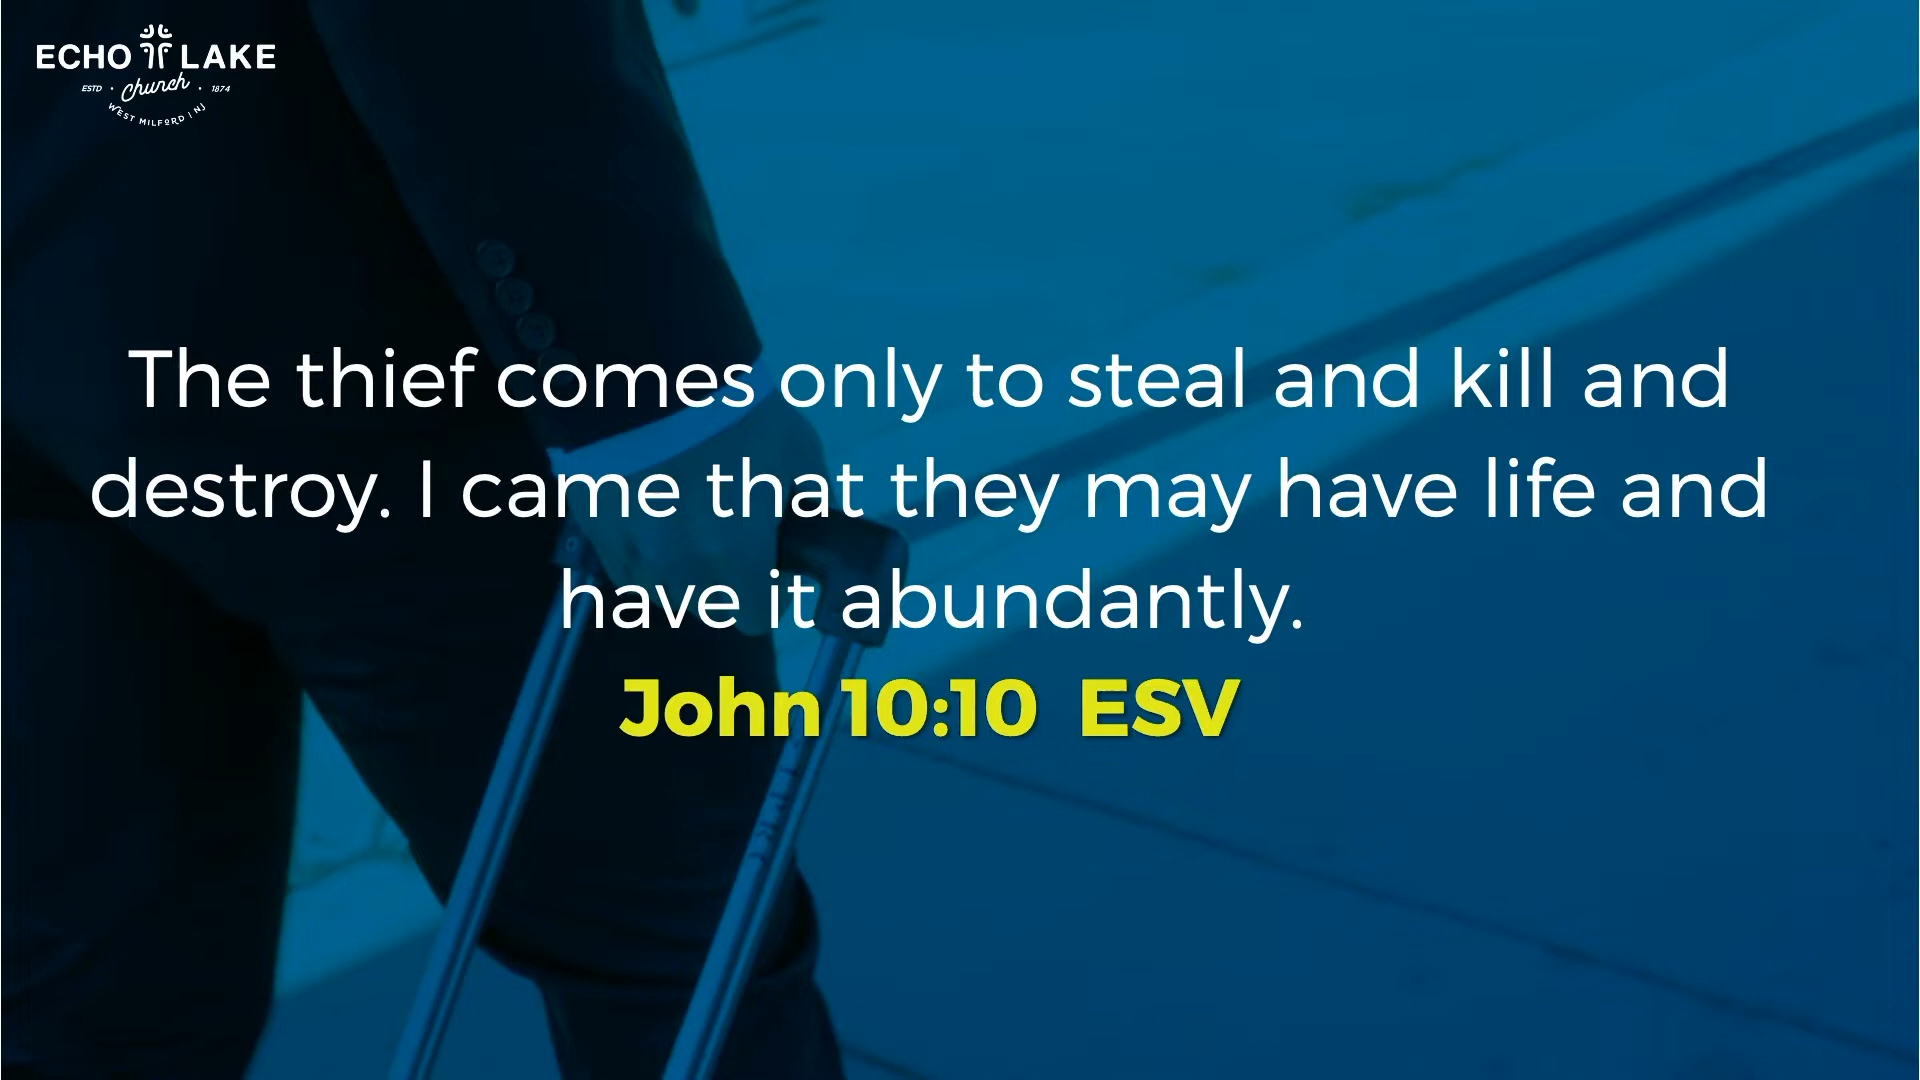 ECHO LAKE
ESTD · Church · 1874
WEST MILFORD | NJ
The thief comes only to steal and kill and
destroy. I came that they may have life and
have it abundantly.
John 10:10 ESV